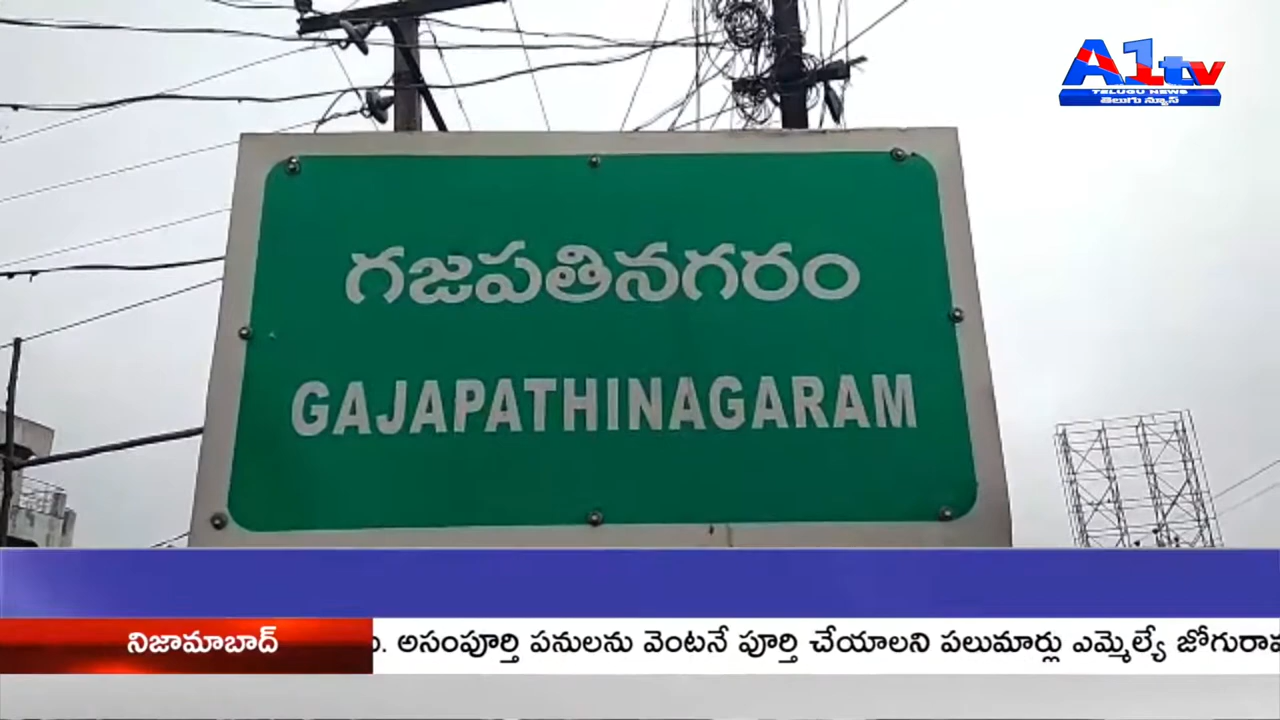 A1tv
TELUGU NEWS
తెలుగు న్యూస్
గజపతినగరం
GAJAPATHINAGARAM
నిజామాబాద్
అసంపూర్తి పనులను వెంటనే పూర్తి చేయాలని పలుమార్లు ఎమ్మెల్యే